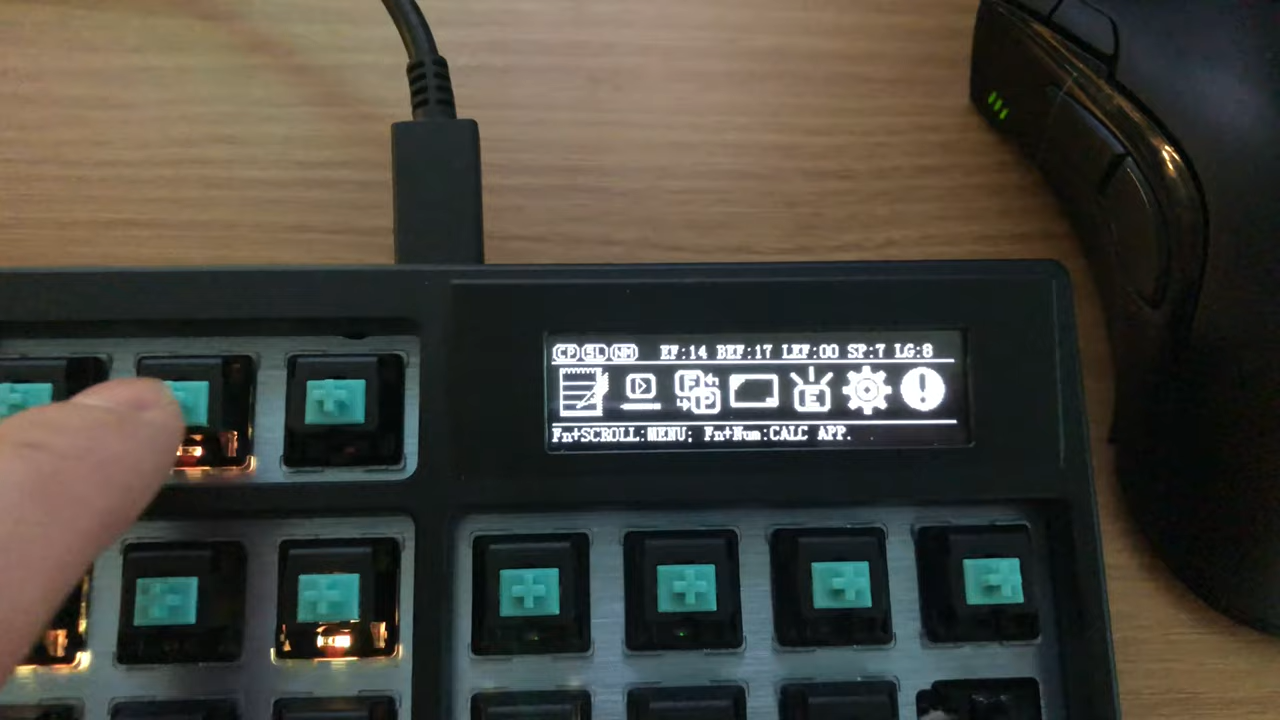 CP SL NM EF:14 BEF:17 LEF:00 SP:7 LG:8
F P E
Fn+SCROLL:MENU; Fn+Num:CALC APP.